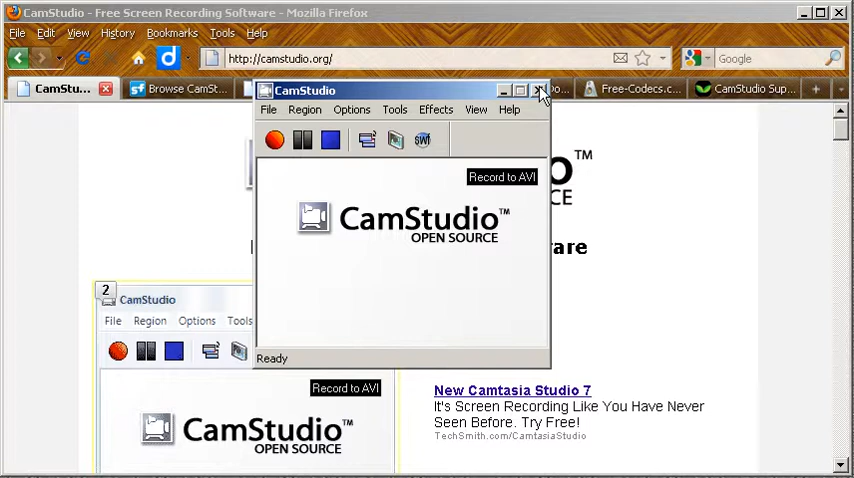 CamStudio - Free Screen Recording Software - Mozilla Firefox
File Edit View History Bookmarks Tools Help
http://camstudio.org/
Google
CamStu... Browse CamSt... Free-Codecs.c... CamStudio Sup...
CamStudio
File Region Options Tools Effects View Help
SWf
Record to AVI
CamStudio™
OPEN SOURCE
Ready
2
CamStudio
File Region Options Tools
Record to AVI
CamStudio™
OPEN SOURCE
New Camtasia Studio 7
It's Screen Recording Like You Have Never
Seen Before. Try Free!
TechSmith.com/CamtasiaStudio